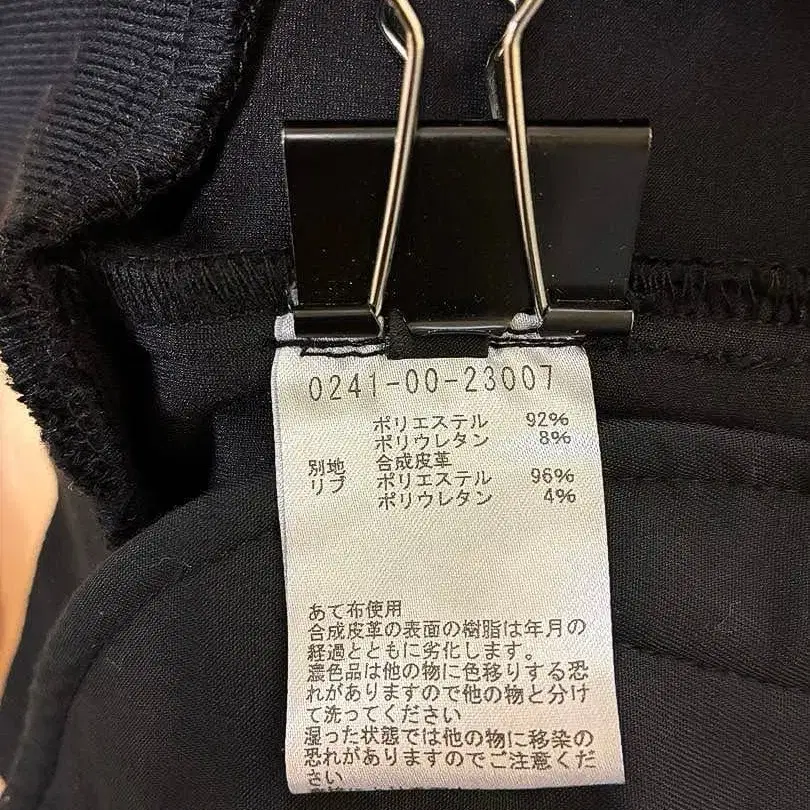 0241-00-23007
ポリエステル 92%
ポリウレタン 8%
別地 合成皮革
リブ ポリエステル 96%
ポリウレタン 4%
あて布使用
合成皮革の表面の樹脂は年月の
経過とともに劣化します。
濃色品は他の物に色移りする恐
れがありますので他の物と分け
て洗ってください
湿った状態では他の物に移染の
恐れがありますのでご注意くだ
さい